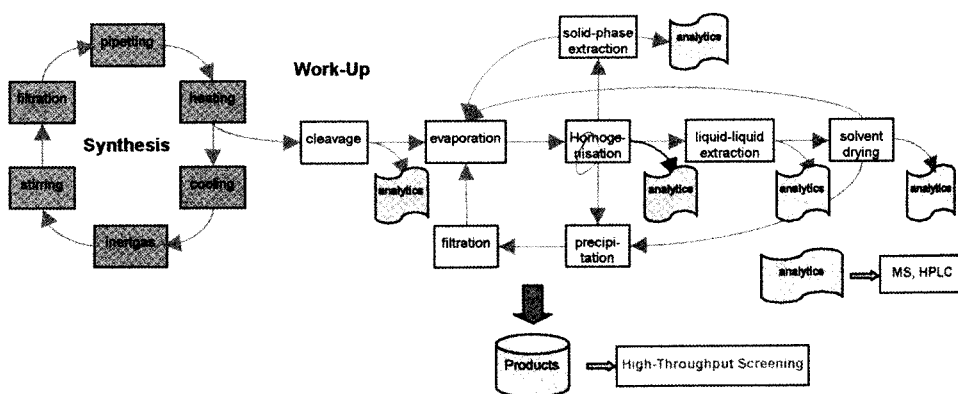 pipetting
filtration
heating
Synthesis
stirring
cooling
inertgas
Work-Up
cleavage
analytics
evaporation
solid-phase
extraction
analytics
Homoge-
nisation
analytics
liquid-liquid
extraction
analytics
solvent
drying
analytics
filtration
precipi-
tation
analytics
MS, HPLC
Products
High-Throughput Screening